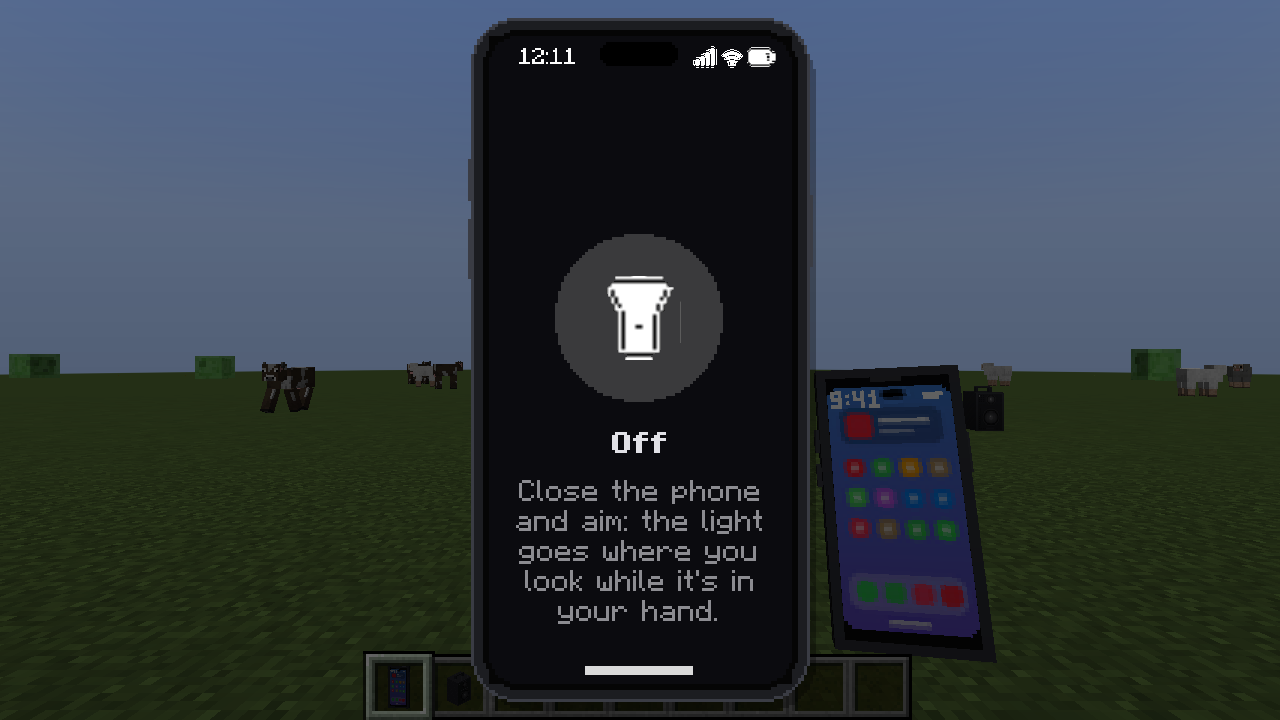 12:11
Off
Close the phone
and aim: the light
goes where you
look while it's in
your hand.
9:41